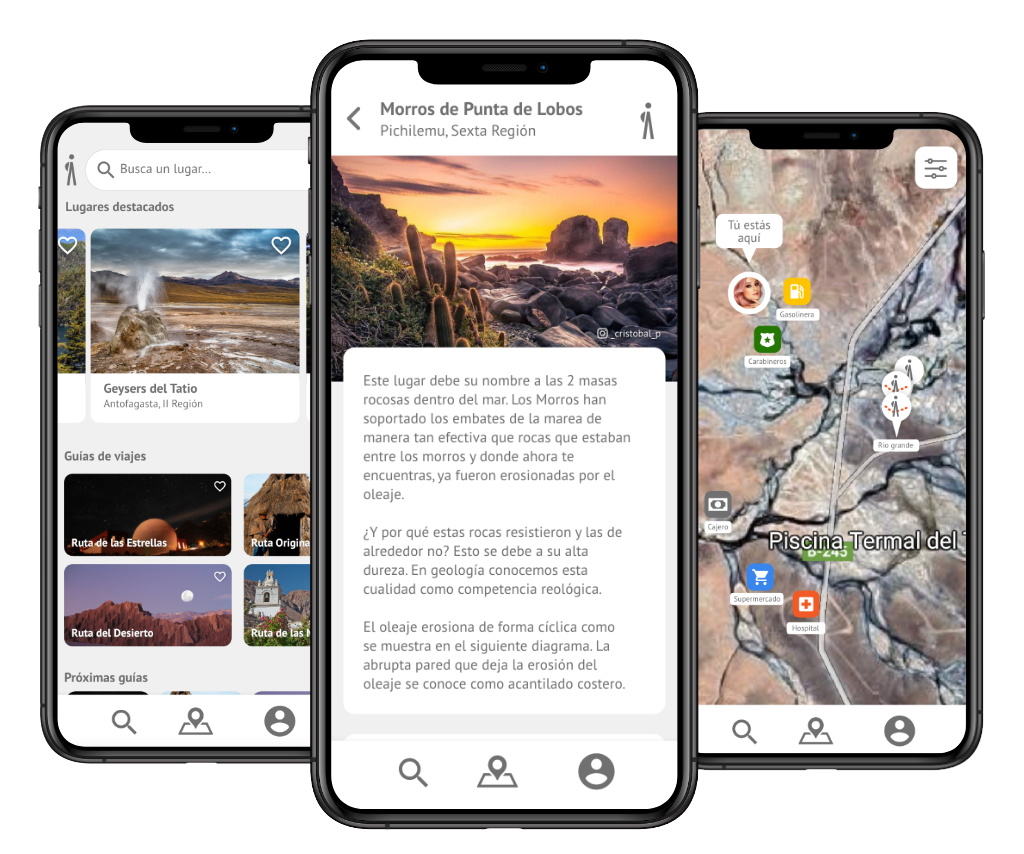 Busca un lugar...
Lugares destacados
Geysers del Tatio
Antofagasta, II Región
Guías de viajes
Ruta de las Estrellas
Ruta Origina
Ruta del Desierto
Ruta de las
Próximas guías
Morros de Punta de Lobos
Pichilemu, Sexta Región
_cristobal_p
Este lugar debe su nombre a las 2 masas
rocosas dentro del mar. Los Morros han
soportado los embates de la marea de
manera tan efectiva que rocas que estaban
entre los morros y donde ahora te
encuentras, ya fueron erosionadas por el
oleaje.
¿Y por qué estas rocas resistieron y las de
alrededor no? Esto se debe a su alta
dureza. En geología conocemos esta
cualidad como competencia reológica.
El oleaje erosiona de forma cíclica como
se muestra en el siguiente diagrama. La
abrupta pared que deja la erosión del
oleaje se conoce como acantilado costero.
Tú estás
aquí
Gasolinera
Carabineros
Río grande
Cajero
Piscina Termal del
B-245
Supermercado
Hospital